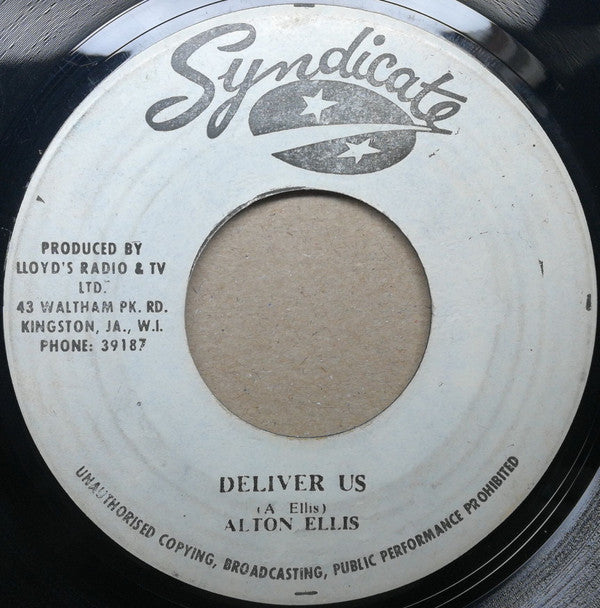 Syndicate
PRODUCED BY
LLOYD'S RADIO & TV
LTD.
43 WALTHAM PK. RD.
KINGSTON, JA., W.I.
PHONE: 39187
DELIVER US
(A Ellis)
ALTON ELLIS
UNAUTHORISED COPYING, BROADCASTING, PUBLIC PERFORMANCE PROHIBITED